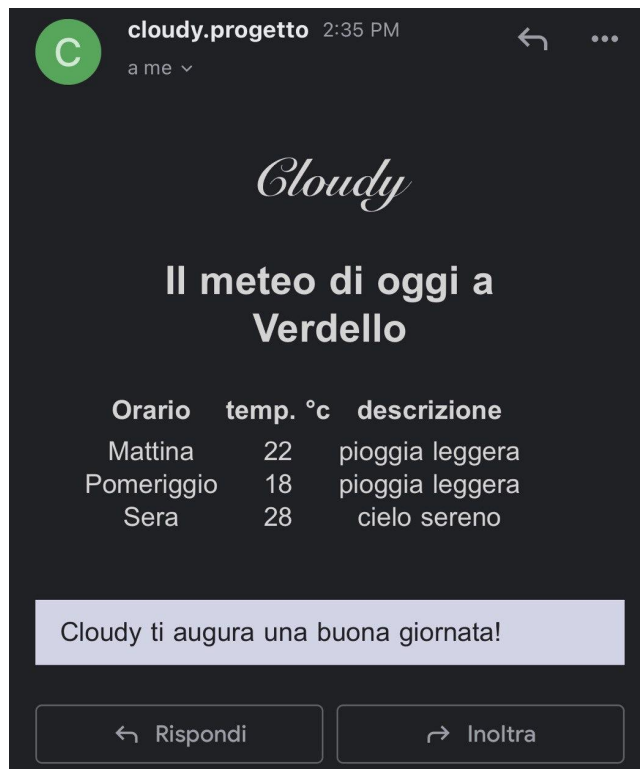 C
cloudy.progetto 2:35 PM
a me
Cloudy
Il meteo di oggi a
Verdello
Orario temp. °c descrizione
Mattina 22 pioggia leggera
Pomeriggio 18 pioggia leggera
Sera 28 cielo sereno
Cloudy ti augura una buona giornata!
Rispondi Inoltra